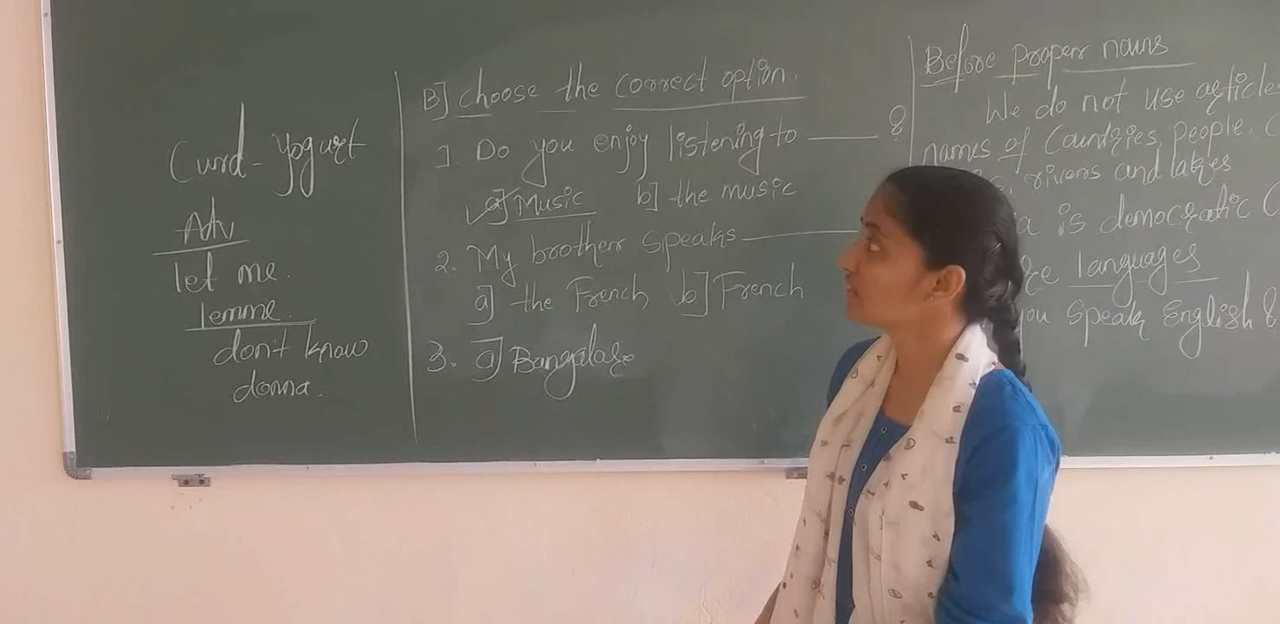 Curd - Yogurt
Adv
let me.
lemme.
don't know
donna.
B] Choose the correct option.
1. Do you enjoy listening to ——— ?
a] Music b] the music
2. My brother speaks ———
a] the French b] French
3. a] Bangalore
Before proper nouns
We do not use articles
names of Countries, People,
rivers and lakes
is democratic
languages
you speak English